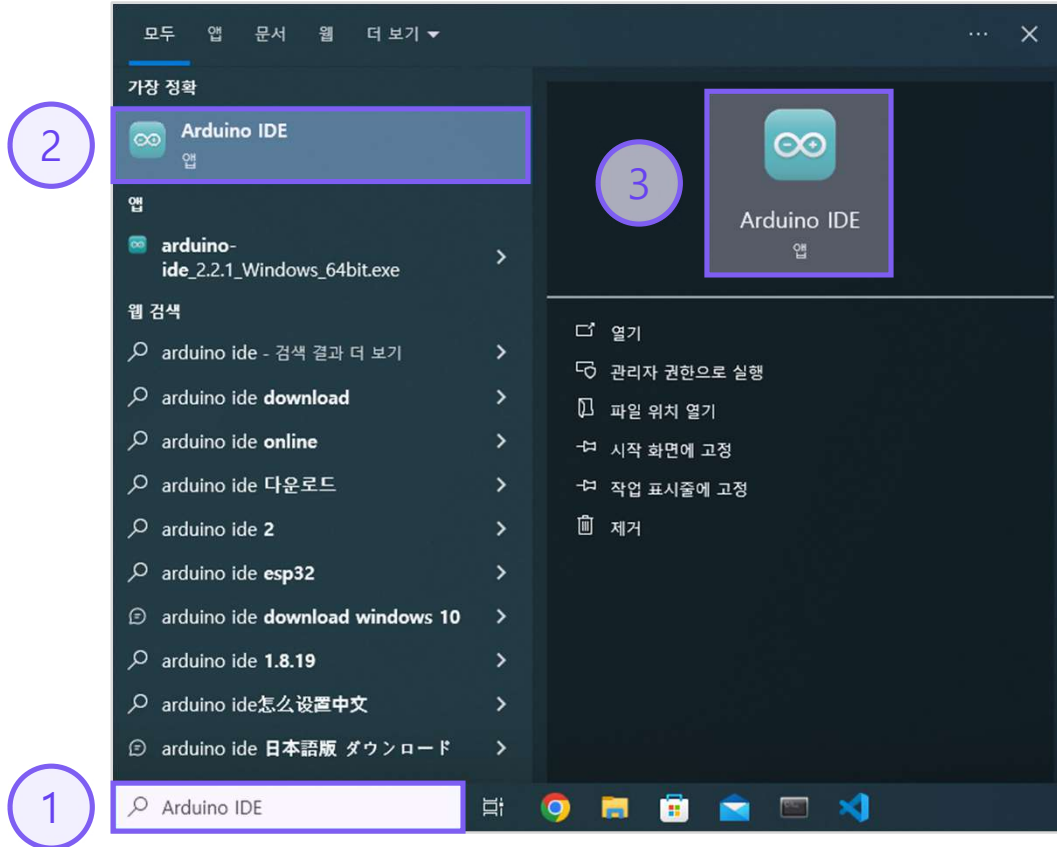 모두 앱 문서 웹 더 보기
가장 정확
2
Arduino IDE
앱
앱
arduino-
ide_2.2.1_Windows_64bit.exe
웹 검색
arduino ide - 검색 결과 더 보기
arduino ide download
arduino ide online
arduino ide 다운로드
arduino ide 2
arduino ide esp32
arduino ide download windows 10
arduino ide 1.8.19
arduino ide怎么设置中文
arduino ide 日本語版 ダウンロード
3
Arduino IDE
앱
열기
관리자 권한으로 실행
파일 위치 열기
시작 화면에 고정
작업 표시줄에 고정
제거
1
Arduino IDE